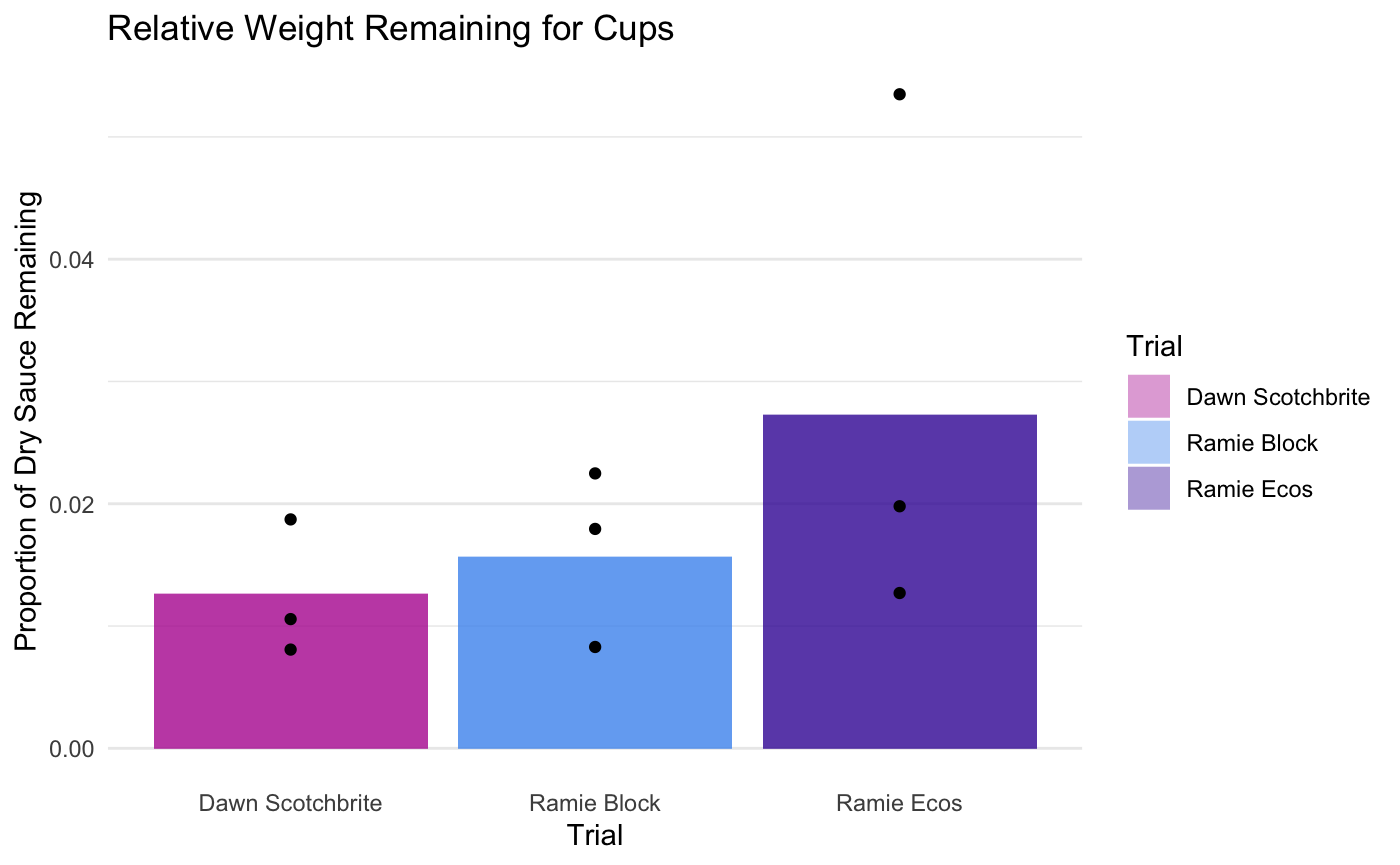 Relative Weight Remaining for Cups
Proportion of Dry Sauce Remaining
0.04
0.02
0.00
Dawn Scotchbrite
Ramie Block
Ramie Ecos
Trial
Trial
Dawn Scotchbrite
Ramie Block
Ramie Ecos